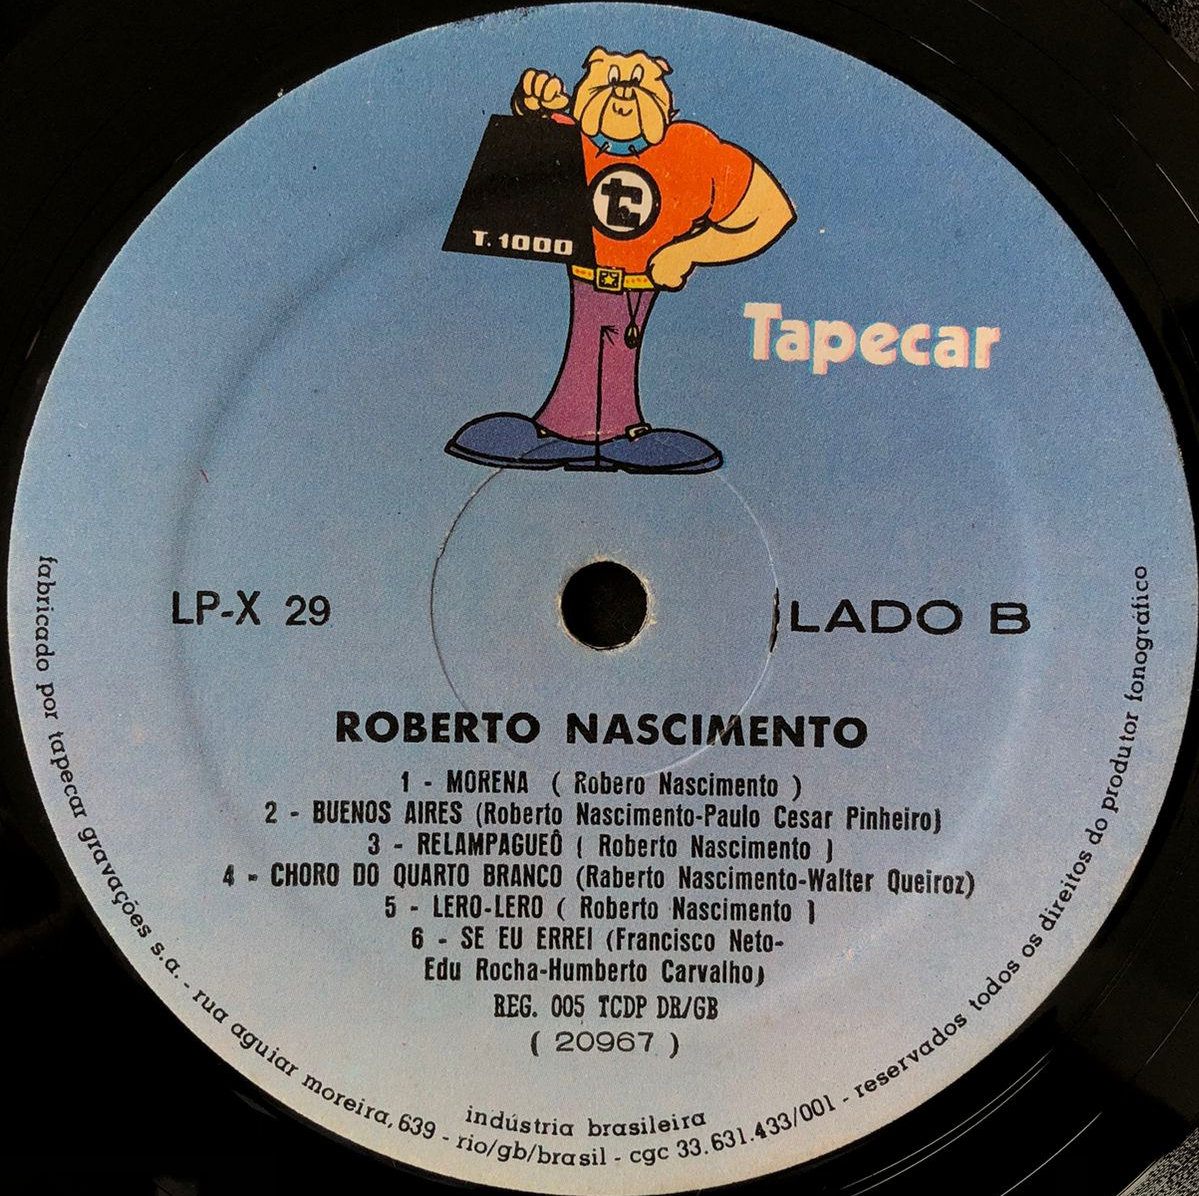 T. 1000
Tapecar
LP-X 29
LADO B
ROBERTO NASCIMENTO
1 - MORENA ( Robero Nascimento )
2 - BUENOS AIRES (Roberto Nascimento-Paulo Cesar Pinheiro)
3 - RELAMPAGUEÔ ( Roberto Nascimento )
4 - CHORO DO QUARTO BRANCO (Raberto Nascimento-Walter Queiroz)
5 - LERO-LERO ( Roberto Nascimento )
6 - SE EU ERREI (Francisco Neto-
Edu Rocha-Humberto Carvalho)
REG. 005 TCDP DR/GB
( 20967 )
indústria brasileira
fabricado por tapecar gravações s.a. - rua aguiar moreira, 639 - rio/gb/brasil - cgc 33.631.433/001 - reservados todos os direitos do produtor fonográfico